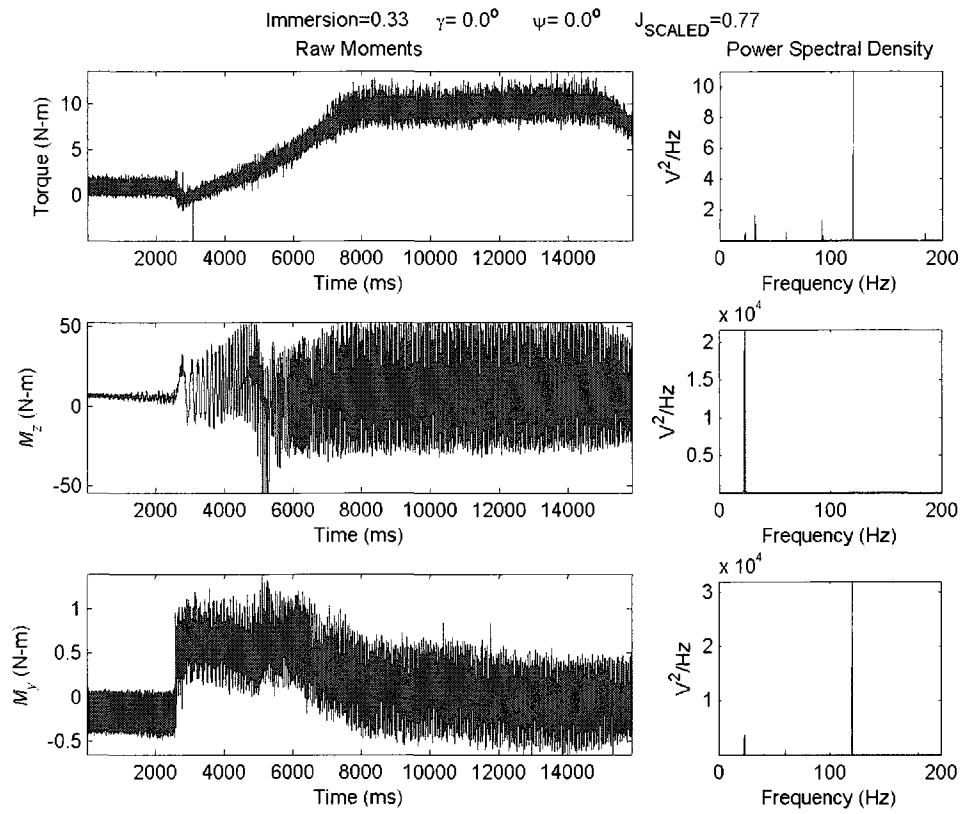 Immersion=0.33 γ= 0.0° ψ= 0.0° J_SCALED=0.77
Raw Moments
Power Spectral Density
Torque (N-m)
10
5
0
2000 4000 6000 8000 10000 12000 14000
Time (ms)
V²/Hz
10
8
6
4
2
0 100 200
Frequency (Hz)
M_z (N-m)
50
0
-50
2000 4000 6000 8000 10000 12000 14000
Time (ms)
x 10⁴
V²/Hz
2
1.5
1
0.5
0 100 200
Frequency (Hz)
M_y (N-m)
1
0.5
0
-0.5
2000 4000 6000 8000 10000 12000 14000
Time (ms)
x 10⁴
V²/Hz
3
2
1
0 100 200
Frequency (Hz)